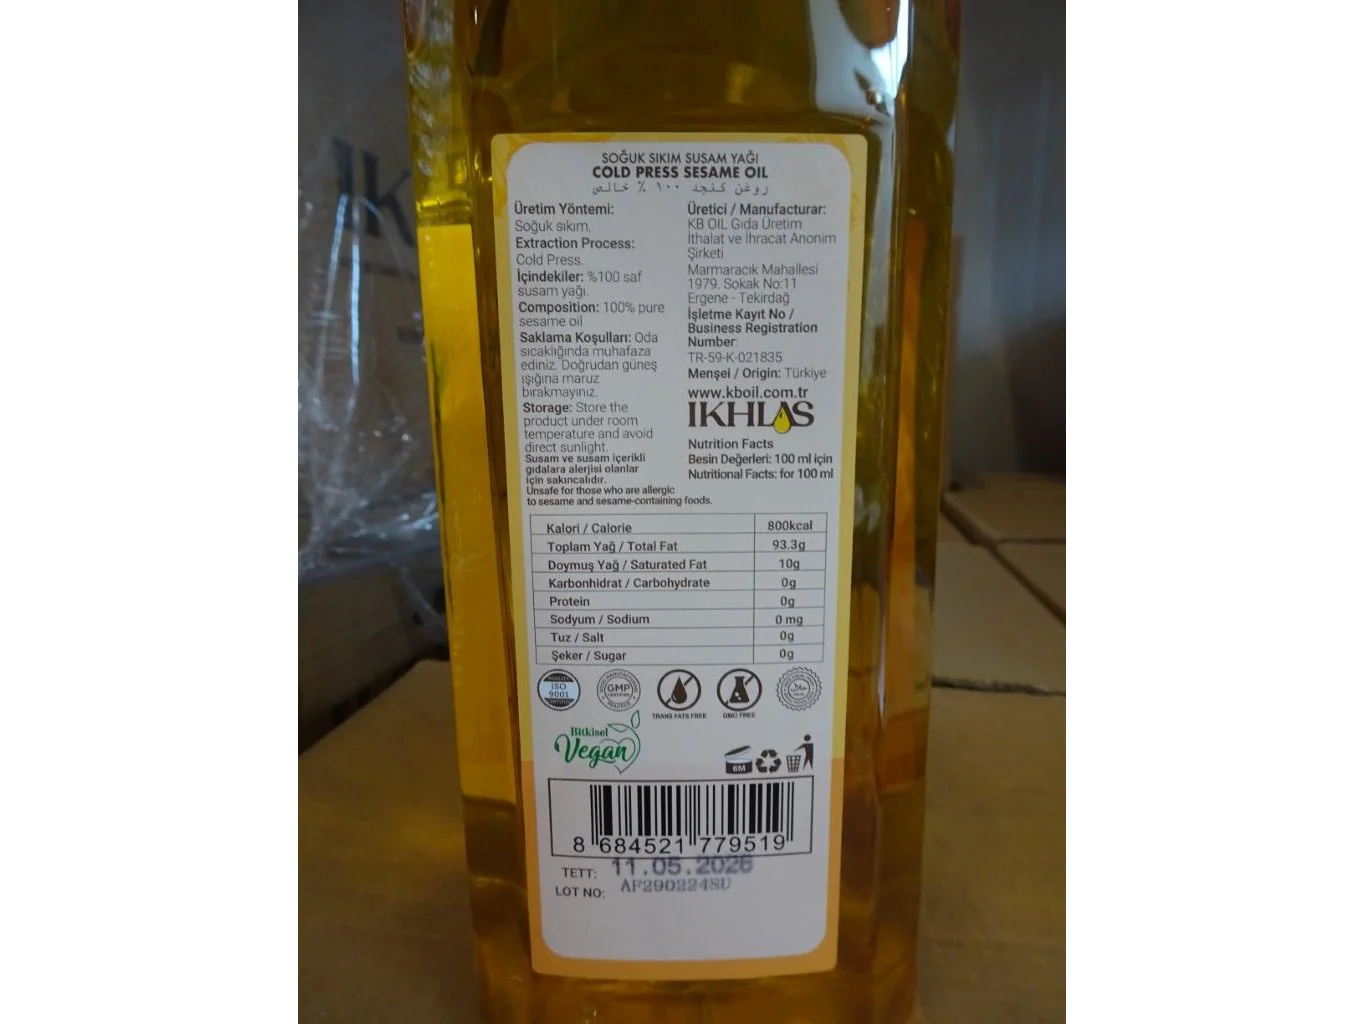 SOĞUK SIKIM SUSAM YAĞI
COLD PRESS SESAME OIL
روغن کنجد ۱۰۰ ٪ خالص
Üretim Yöntemi:
Soğuk sıkım.
Extraction Process:
Cold Press.
İçindekiler: %100 saf
susam yağı.
Composition: 100% pure
sesame oil
Saklama Koşulları: Oda
sıcaklığında muhafaza
ediniz. Doğrudan güneş
ışığına maruz
bırakmayınız.
Storage: Store the
product under room
temperature and avoid
direct sunlight.
Susam ve susam içerikli
gıdalara alerjisi olanlar
için sakıncalıdır.
Unsafe for those who are allergic
to sesame and sesame-containing foods.
Üretici / Manufacturar:
KB OIL Gıda Üretim
İthalat ve İhracat Anonim
Şirketi
Marmaracık Mahallesi
1979. Sokak No:11
Ergene - Tekirdağ
İşletme Kayıt No /
Business Registration
Number:
TR-59-K-021835
Menşei / Origin: Türkiye
www.kboil.com.tr
IKHLAS
Nutrition Facts
Besin Değerleri: 100 ml için
Nutritional Facts: for 100 ml
Kalori / Calorie 800kcal
Toplam Yağ / Total Fat 93.3g
Doymuş Yağ / Saturated Fat 10g
Karbonhidrat / Carbohydrate 0g
Protein 0g
Sodyum / Sodium 0 mg
Tuz / Salt 0g
Şeker / Sugar 0g
QUALITY
ISO
9001
GMP
TRANS FATS FREE
GMO FREE
Bitkisel
Vegan
6M
8 684521 779519
TETT: 11.05.2026
LOT NO: AF290224SU
IK